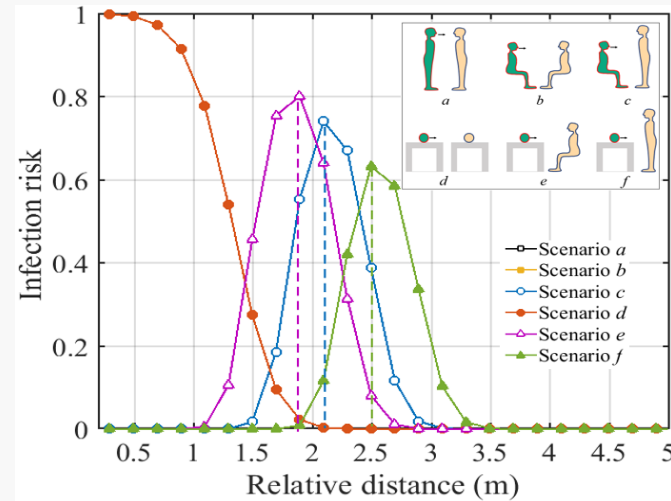 1
0.8
0.6
0.4
0.2
0
Infection risk
a
b
c
d
e
f
Scenario a
Scenario b
Scenario c
Scenario d
Scenario e
Scenario f
0.5 1 1.5 2 2.5 3 3.5 4 4.5 5
Relative distance (m)